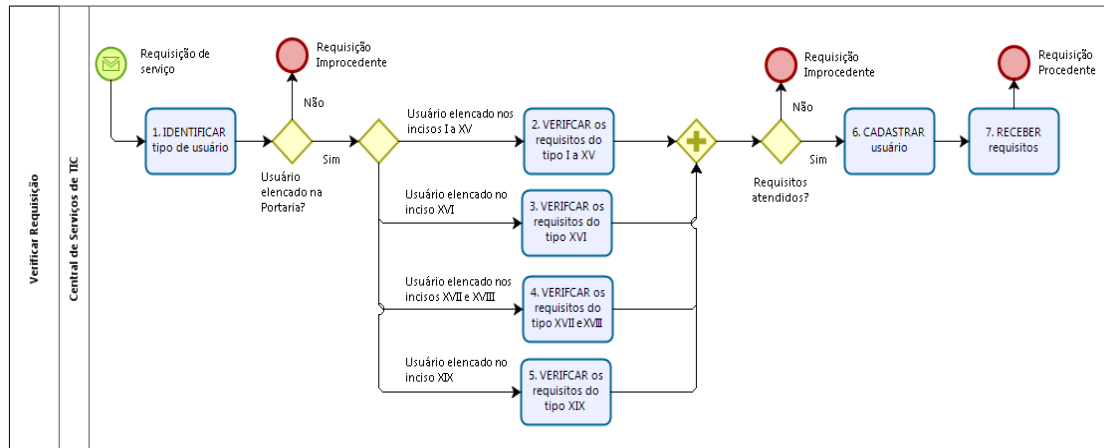 Verificar Requisição
Central de Serviços de TIC
Requisição de
serviço
1. IDENTIFICAR
tipo de usuário
Requisição
Improcedente
Não
Sim
Usuário
elencado na
Portaria?
Usuário elencado nos
incisos I a XV
2. VERIFCAR os
requisitos do
tipo I a XV
Usuário elencado no
inciso XVI
3. VERIFCAR os
requisitos do
tipo XVI
Usuário elencado nos
incisos XVII e XVIII
4. VERIFCAR os
requisitos do
tipo XVII eXVIII
Usuário elencado no
inciso XIX
5. VERIFCAR os
requisitos do
tipo XIX
Requisição
Improcedente
Não
Sim
Requisitos
atendidos?
6. CADASTRAR
usuário
7. RECEBER
requisitos
Requisição
Procedente